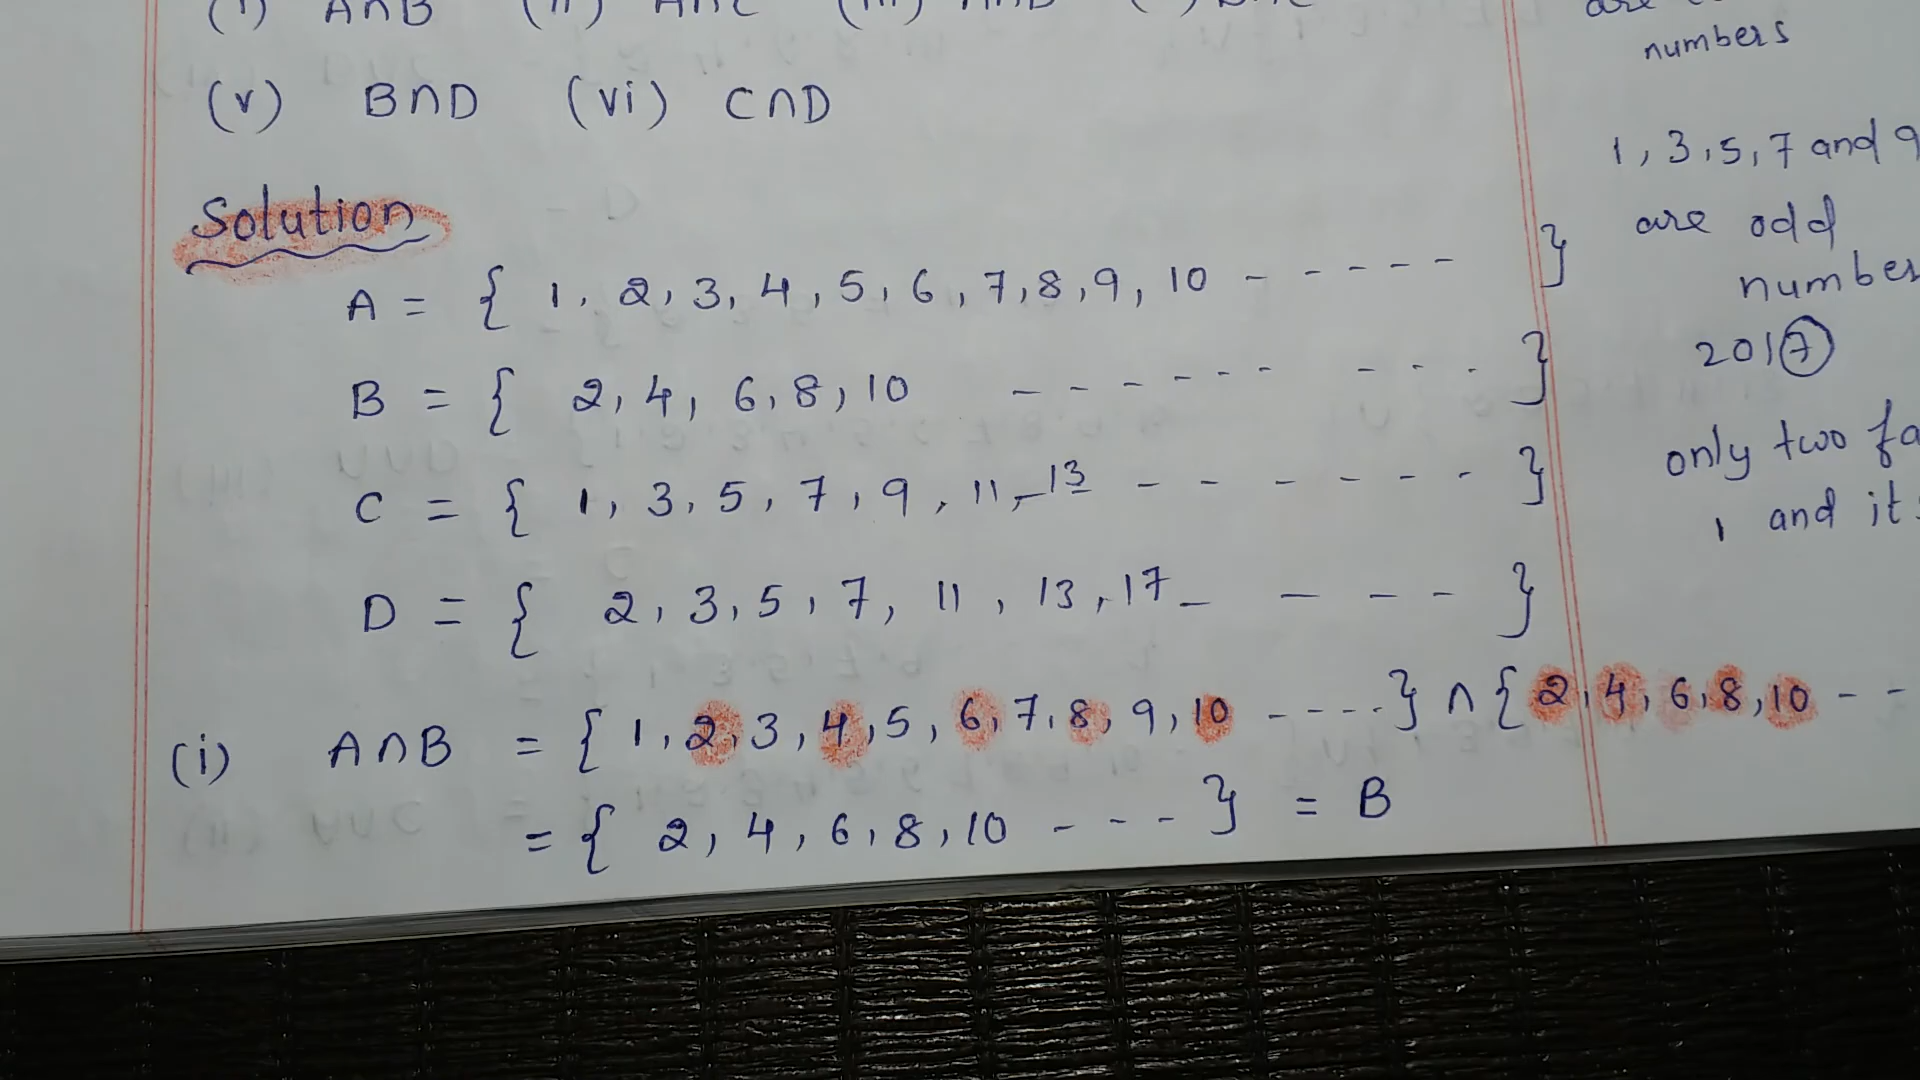 (v) B∩D (vi) C∩D
Solution
A = { 1, 2, 3, 4, 5, 6, 7, 8, 9, 10 - - - - - }
B = { 2, 4, 6, 8, 10 - - - - - - - - - }
C = { 1, 3, 5, 7, 9, 11, 13 - - - - - - }
D = { 2, 3, 5, 7, 11, 13, 17 - - - - }
(i) A∩B = { 1, 2, 3, 4, 5, 6, 7, 8, 9, 10 - - - - } ∩ { 2, 4, 6, 8, 10 - -
= { 2, 4, 6, 8, 10 - - - } = B
numbers
1, 3, 5, 7 and 9
are odd
number
2017
only two fa
1 and it